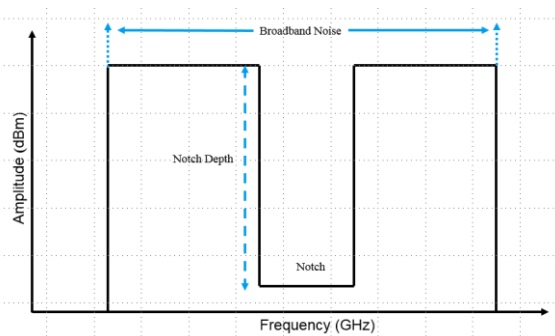 Broadband Noise
Amplitude (dBm)
Notch Depth
Notch
Frequency (GHz)